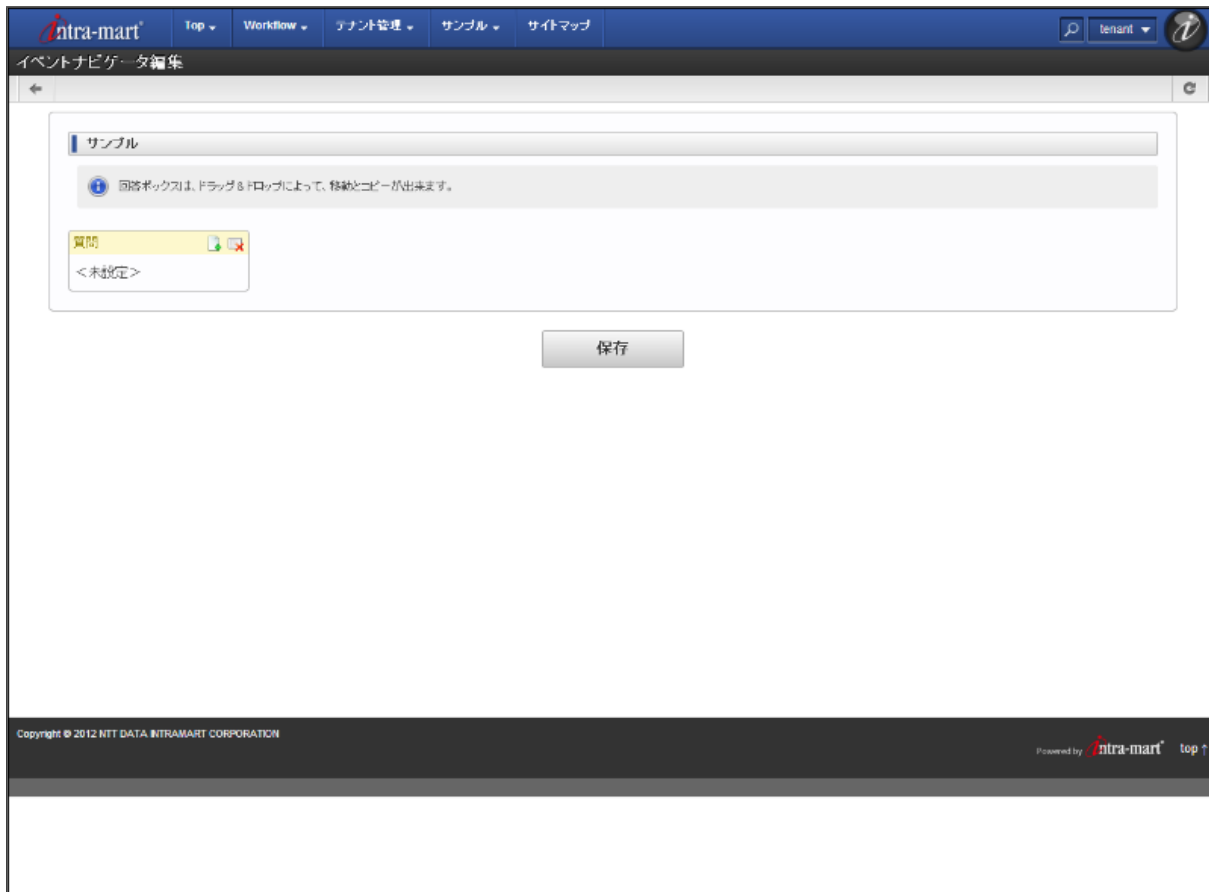 intra-mart Top Workflow テナント管理 サンプル サイトマップ tenant
イベントナビゲータ編集
サンプル
回答ボックスは、ドラッグ&ドロップによって、移動とコピーが出来ます。
質問
<未設定>
保存
Copyright © 2012 NTT DATA INTRAMART CORPORATION
Powered by intra-mart top ↑